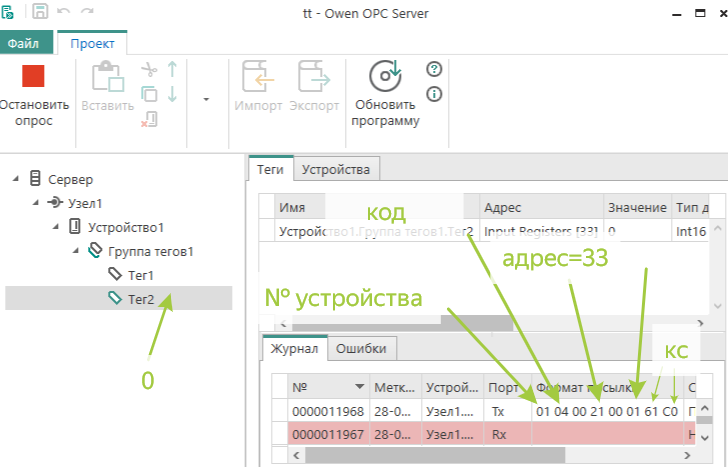 tt - Owen OPC Server
Файл Проект
Остановить опрос
Вставить
Импорт Экспорт
Обновить программу
Сервер
Узел1
Устройство1
Группа тегов1
Тег1
Тег2
0
Теги Устройства
Имя Адрес Значение Тип д
Устройство1.Группа тегов1.Тег2 Input Registers [33] 0 Int16
код
адрес=33
№ устройства
кс
Журнал Ошибки
№ Метк... Устрой... Порт Формат посылки С
0000011968 28-0... Узел1.... Tx 01 04 00 21 00 01 61 C0 П
0000011967 28-0... Узел1.... Rx Н